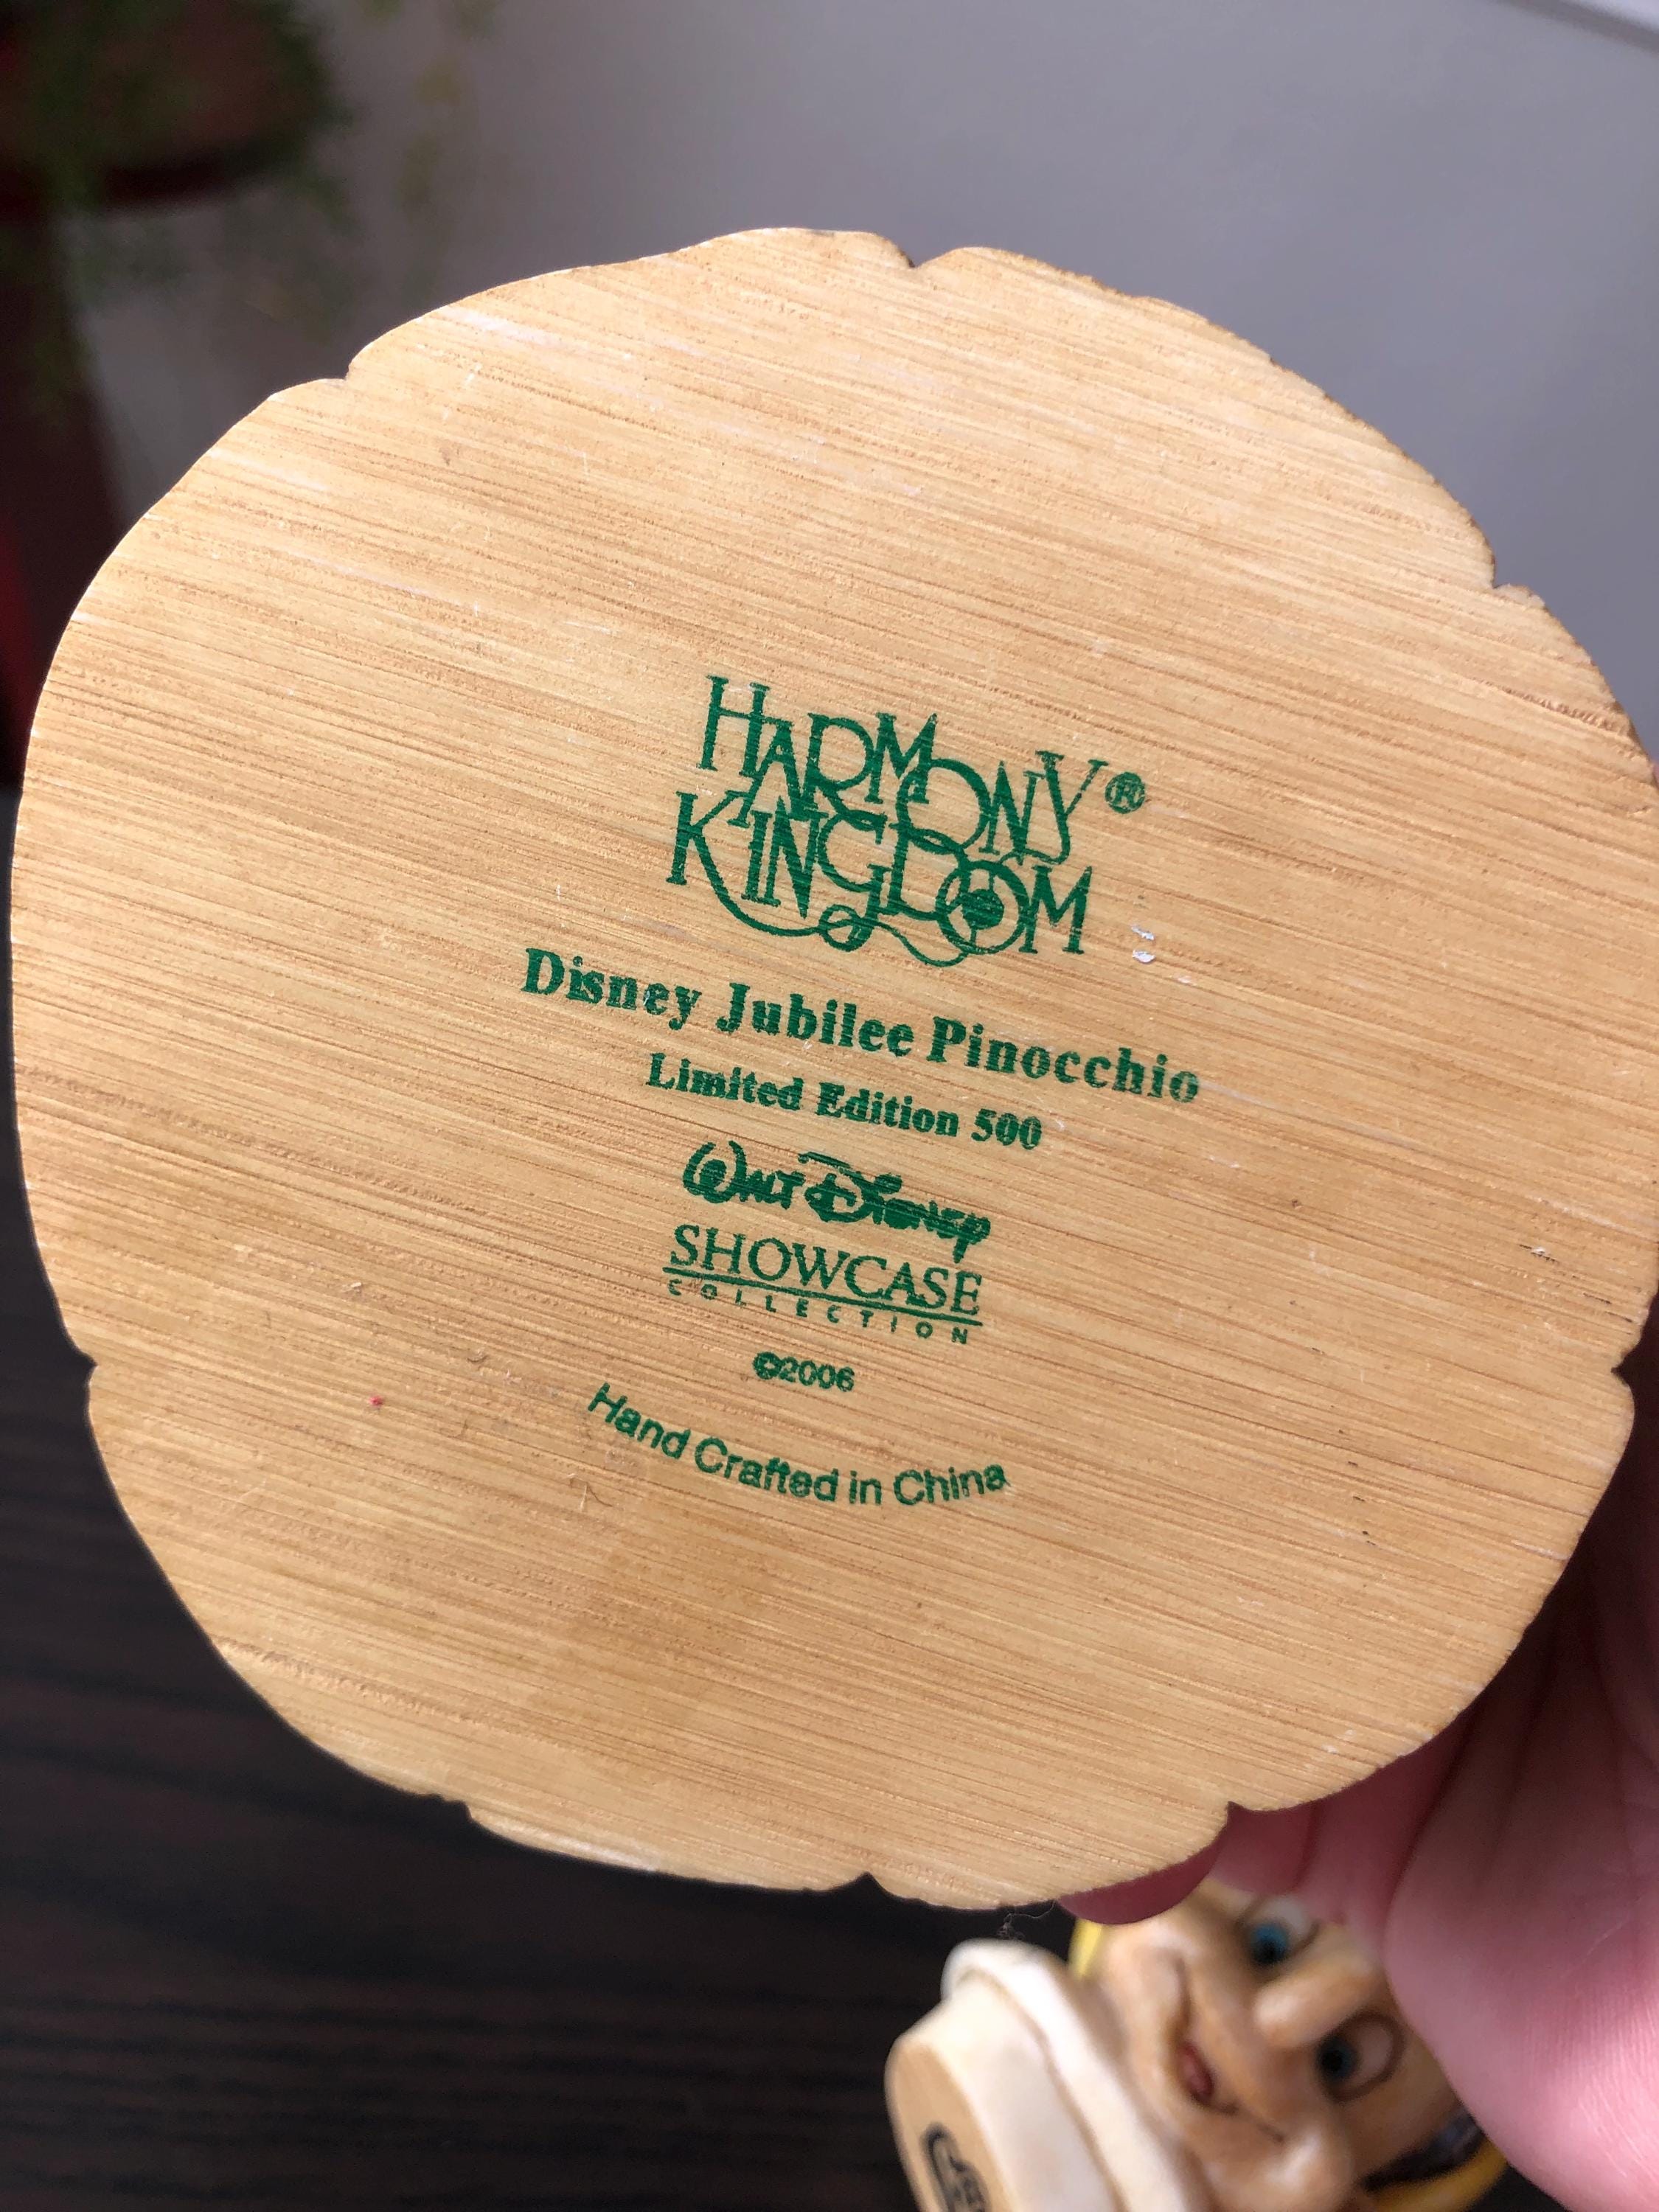 HARMONY®
KINGDOM
Disney Jubilee Pinocchio
Limited Edition 500
Walt Disney
SHOWCASE
COLLECTION
©2006
Hand Crafted in China